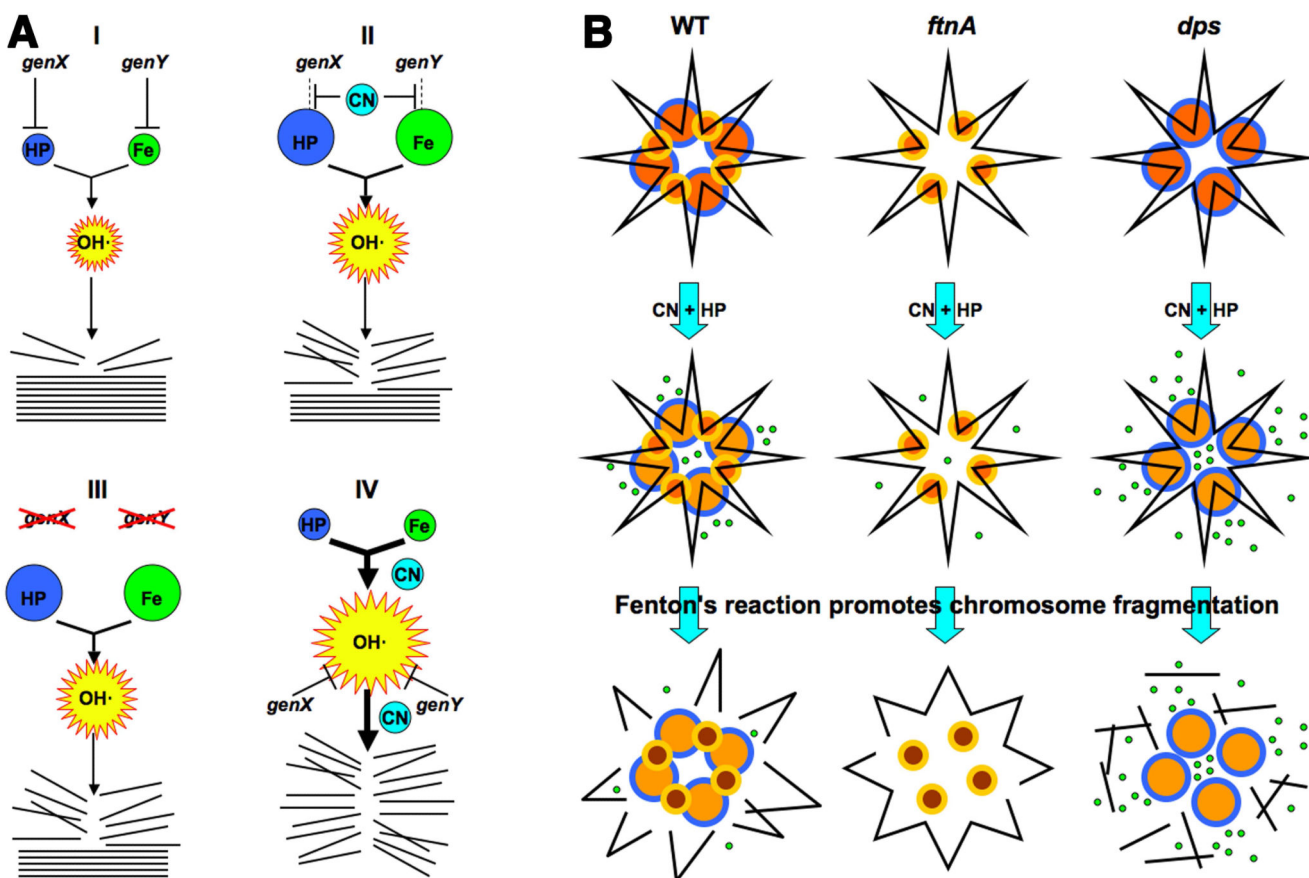 A
I
II
genX
genY
genX
genY
CN
HP
Fe
HP
Fe
OH·
OH·
III
IV
genX
genY
HP
Fe
CN
HP
Fe
OH·
OH·
genX
genY
CN
B
WT
ftnA
dps
CN + HP
CN + HP
CN + HP
Fenton's reaction promotes chromosome fragmentation